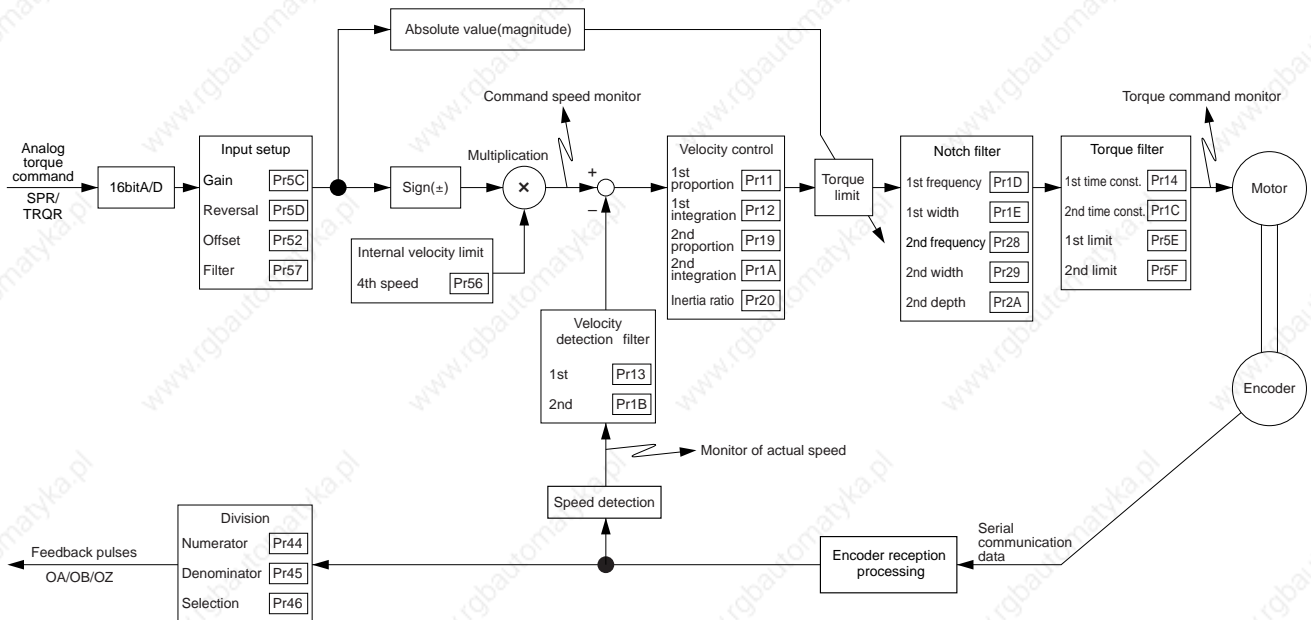 Absolute value(magnitude)
Command speed monitor
Torque command monitor
Analog
torque
command
SPR/
TRQR
16bitA/D
Input setup
Gain Pr5C
Reversal Pr5D
Offset Pr52
Filter Pr57
Sign(±)
Multiplication
×
+
−
Internal velocity limit
4th speed Pr56
Velocity control
1st
proportion Pr11
1st
integration Pr12
2nd
proportion Pr19
2nd
integration Pr1A
Inertia ratio Pr20
Torque
limit
Notch filter
1st frequency Pr1D
1st width Pr1E
2nd frequency Pr28
2nd width Pr29
2nd depth Pr2A
Torque filter
1st time const. Pr14
2nd time const. Pr1C
1st limit Pr5E
2nd limit Pr5F
Motor
Encoder
Velocity
detection filter
1st Pr13
2nd Pr1B
Monitor of actual speed
Speed detection
Serial
communication
data
Encoder reception
processing
Division
Numerator Pr44
Denominator Pr45
Selection Pr46
Feedback pulses
OA/OB/OZ
www.rgbautomatyka.pl